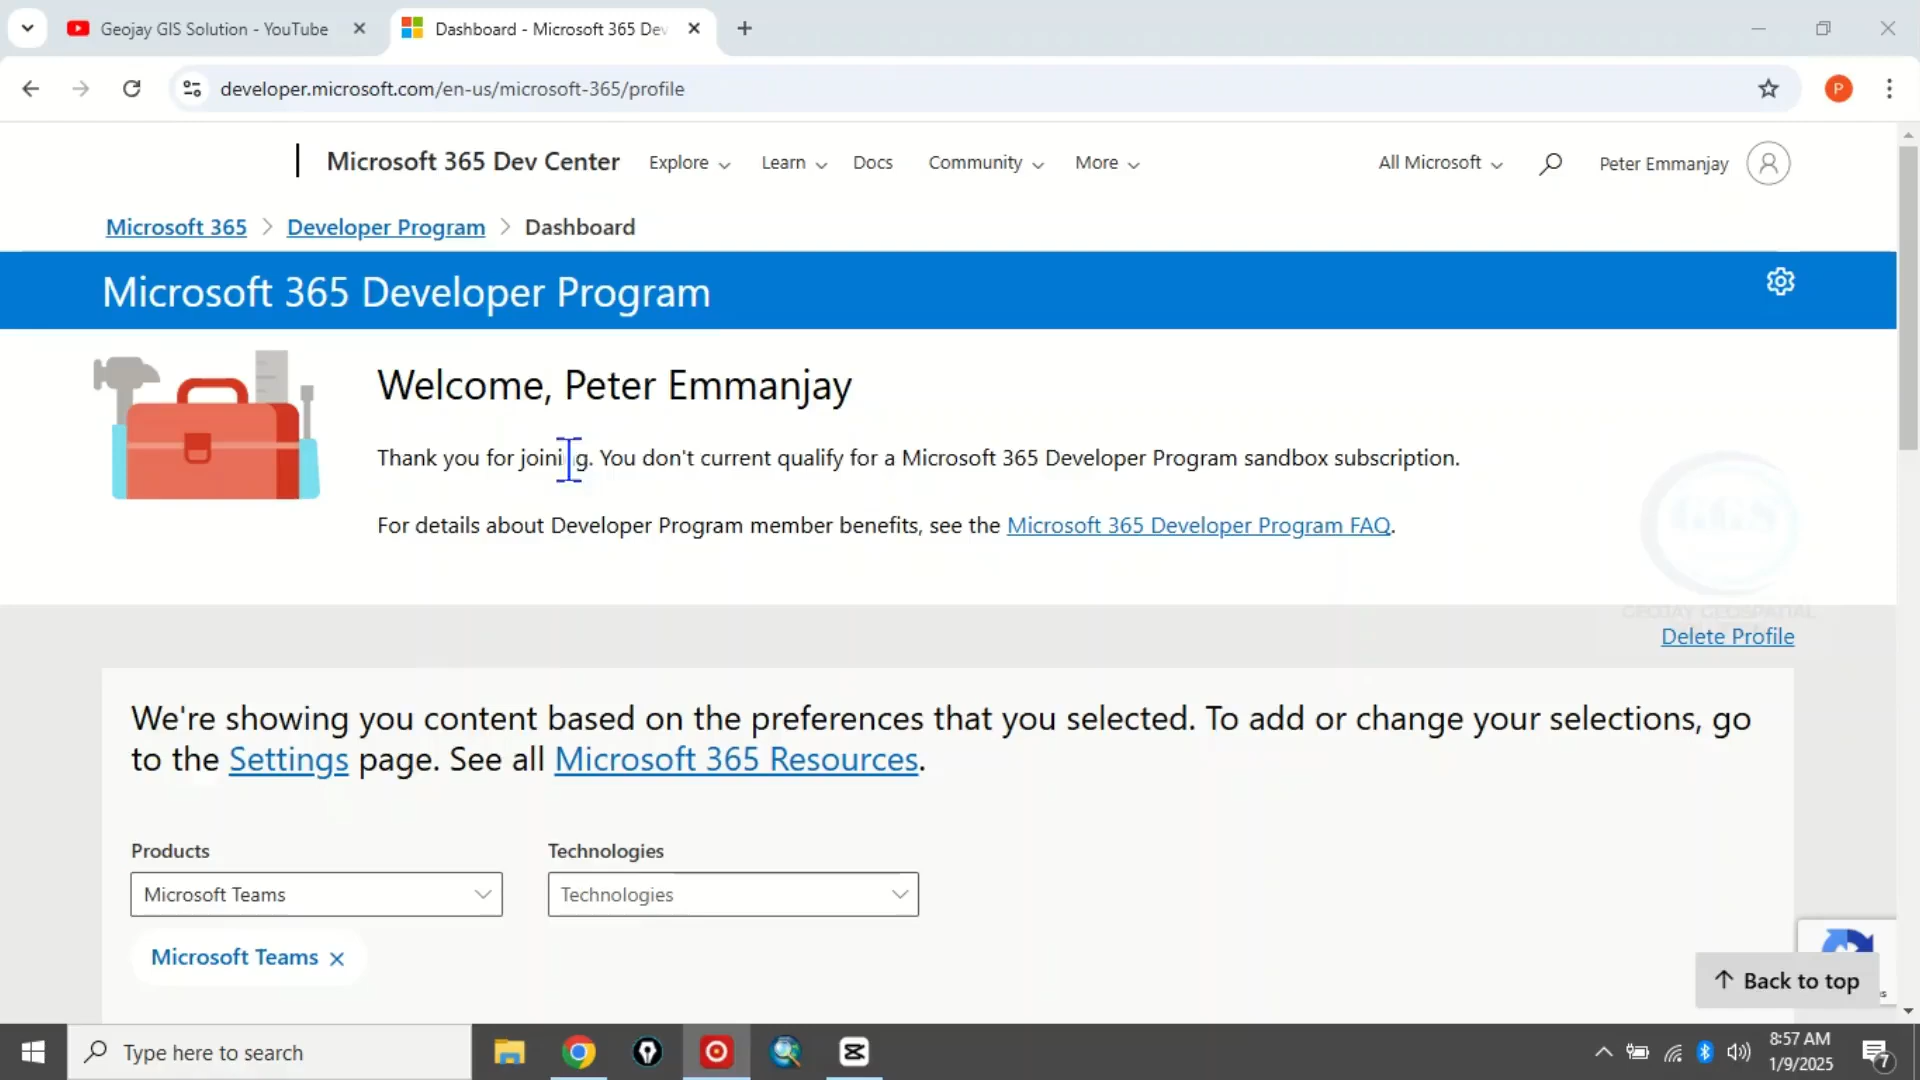 Geojay GIS Solution - YouTube
Dashboard - Microsoft 365 Dev
developer.microsoft.com/en-us/microsoft-365/profile
P
Microsoft 365 Dev Center
Explore
Learn
Docs
Community
More
All Microsoft
Peter Emmanjay
Microsoft 365 > Developer Program > Dashboard
Microsoft 365 Developer Program
Welcome, Peter Emmanjay
Thank you for joining. You don't current qualify for a Microsoft 365 Developer Program sandbox subscription.
For details about Developer Program member benefits, see the Microsoft 365 Developer Program FAQ.
GGS
GEOJAY GEOSPATIAL
Delete Profile
We're showing you content based on the preferences that you selected. To add or change your selections, go
to the Settings page. See all Microsoft 365 Resources.
Products
Technologies
Microsoft Teams
Technologies
Microsoft Teams
Back to top
Type here to search
8:57 AM
1/9/2025
7